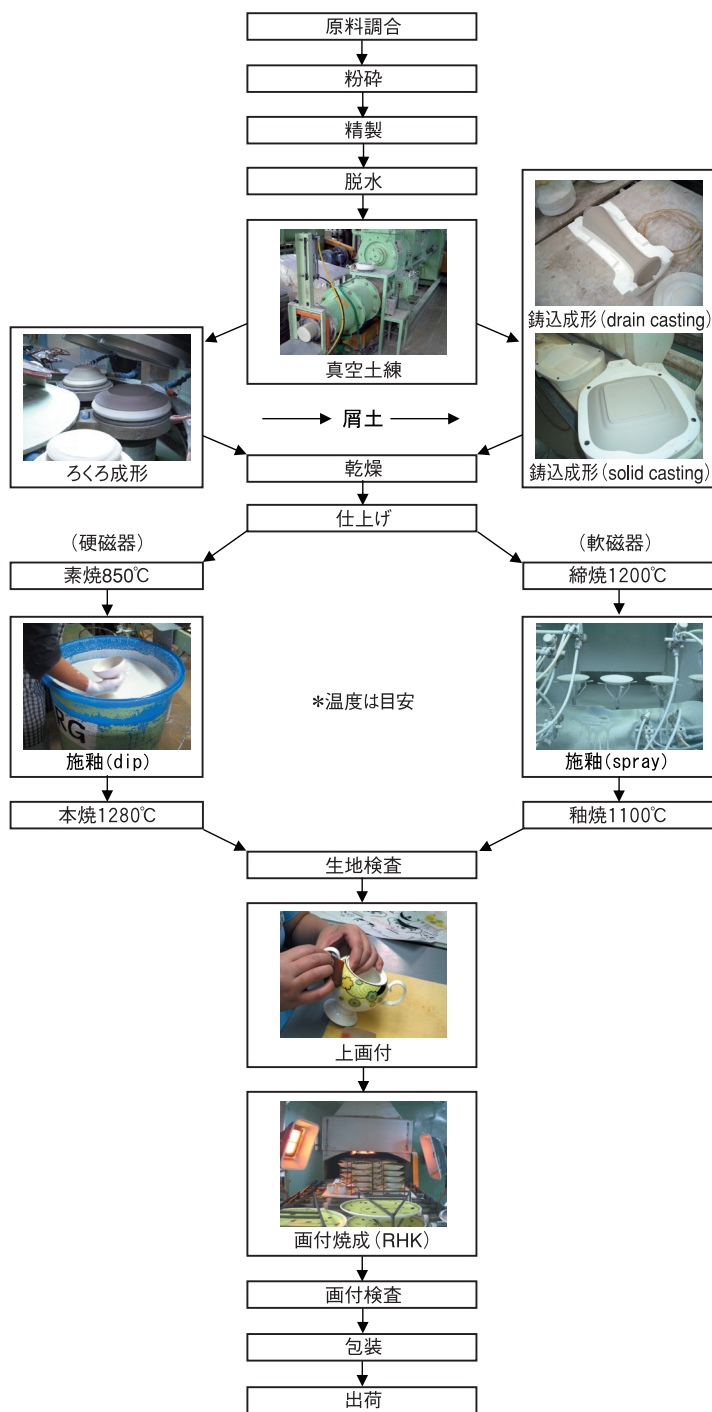 原料調合
粉砕
精製
脱水
真空土練
鋳込成形(drain casting)
鋳込成形(solid casting)
ろくろ成形
屑土
乾燥
仕上げ
(硬磁器)
(軟磁器)
素焼850℃
締焼1200℃
RG
施釉(dip)
*温度は目安
施釉(spray)
本焼1280℃
釉焼1100℃
生地検査
上画付
画付焼成(RHK)
画付検査
包装
出荷